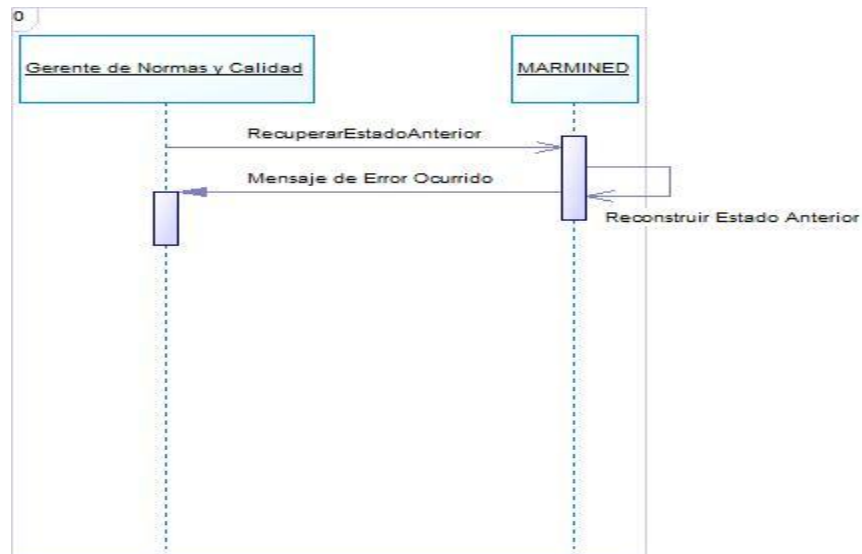 0
Gerente de Normas y Calidad
MARMINED
RecuperarEstadoAnterior
Mensaje de Error Ocurrido
Reconstruir Estado Anterior